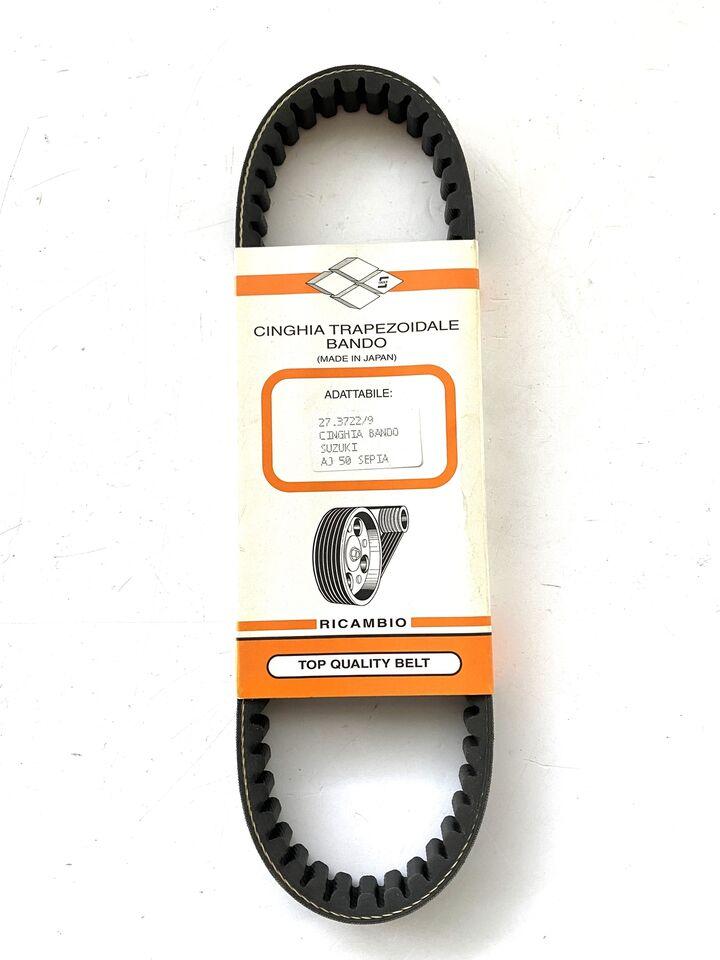 CINGHIA TRAPEZOIDALE
BANDO
(MADE IN JAPAN)
ADATTABILE:
27.3722/9
CINGHIA BANDO
SUZUKI
AJ 50 SEPIA
RICAMBIO
TOP QUALITY BELT